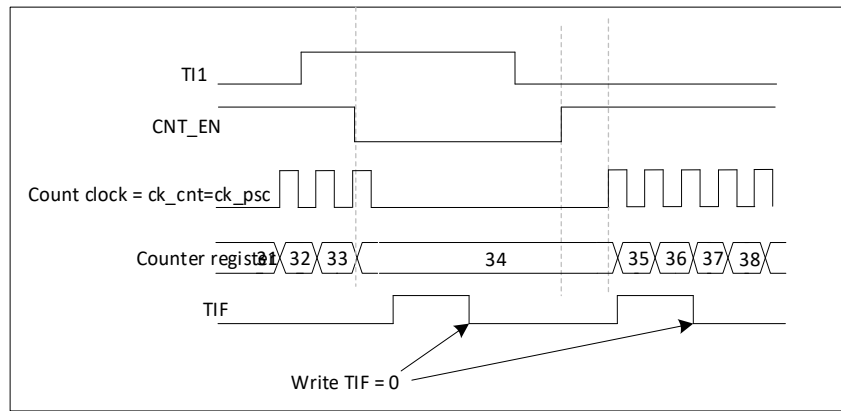 TI1
CNT_EN
Count clock = ck_cnt=ck_psc
Counter register 31 32 33 34 35 36 37 38
TIF
Write TIF = 0